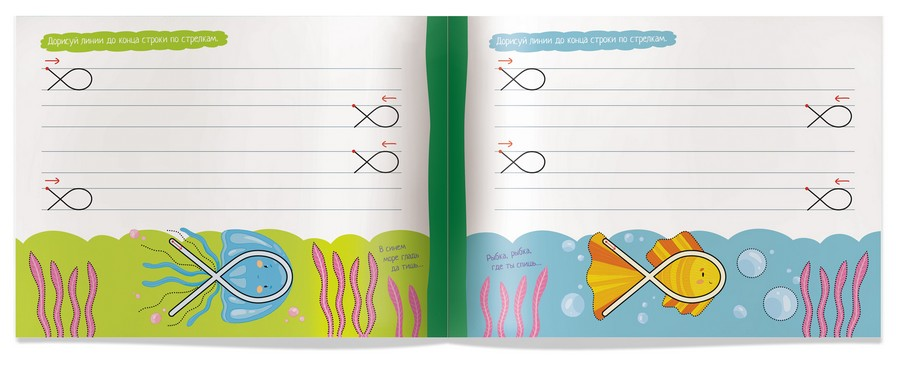 Дорисуй линии до конца строки по стрелкам.
В синем
море гладь
да тишь...
Дорисуй линии до конца строки по стрелкам.
Рыбка, рыбка,
где ты спишь...